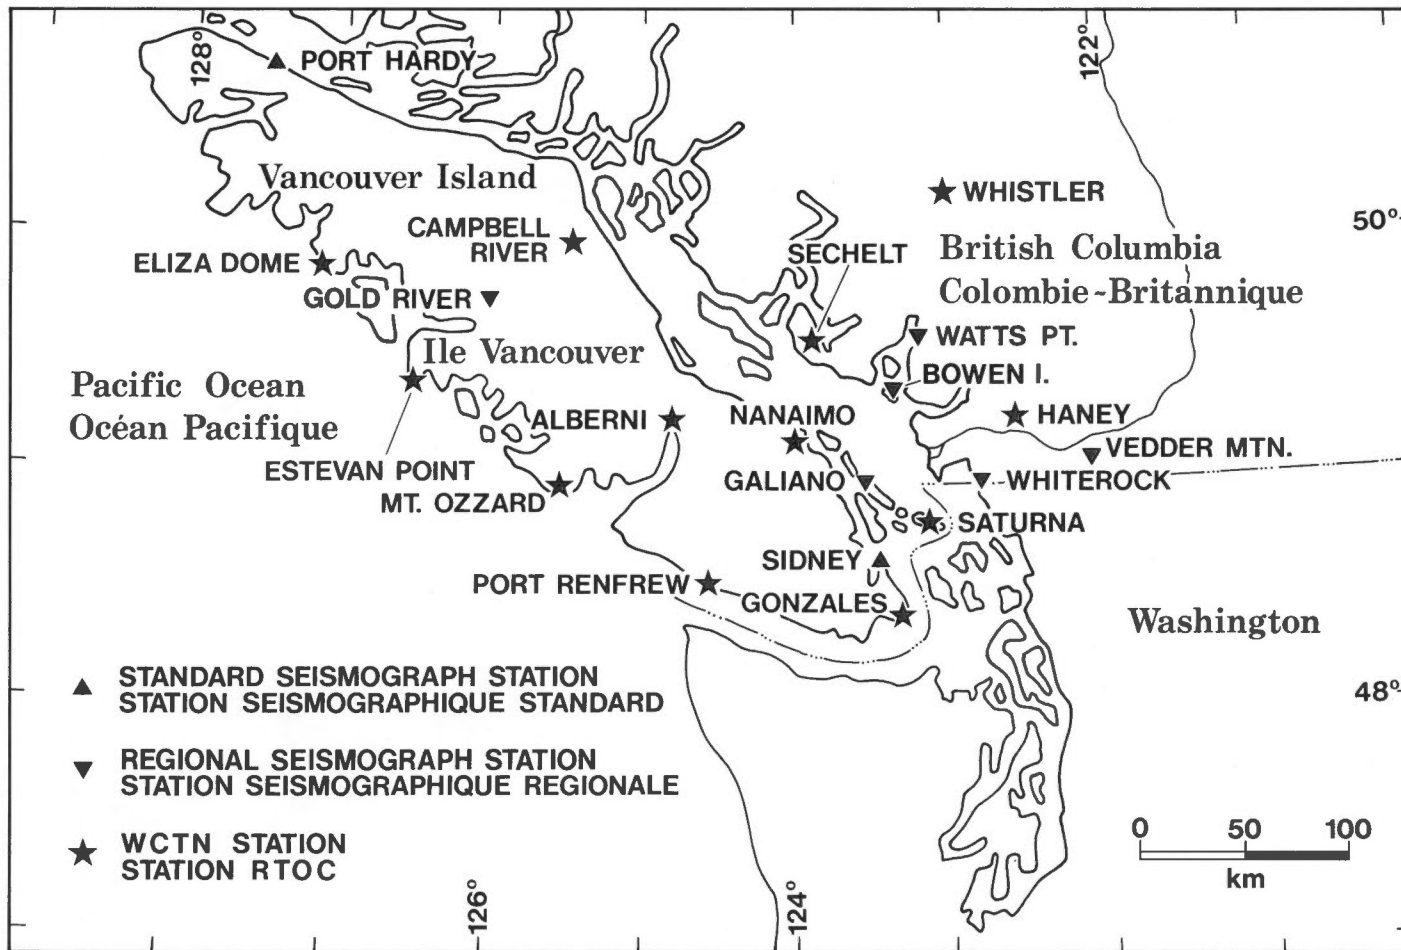 128°
122°
PORT HARDY
Vancouver Island
WHISTLER
50°
CAMPBELL
RIVER
SECHELT
British Columbia
Colombie-Britannique
ELIZA DOME
GOLD RIVER
WATTS PT.
Ile Vancouver
BOWEN I.
Pacific Ocean
Océan Pacifique
ALBERNI
NANAIMO
HANEY
VEDDER MTN.
ESTEVAN POINT
MT. OZZARD
GALIANO
WHITEROCK
SATURNA
SIDNEY
PORT RENFREW
GONZALES
Washington
STANDARD SEISMOGRAPH STATION
STATION SEISMOGRAPHIQUE STANDARD
48°
REGIONAL SEISMOGRAPH STATION
STATION SEISMOGRAPHIQUE REGIONALE
WCTN STATION
STATION RTOC
0 50 100
km
126°
124°